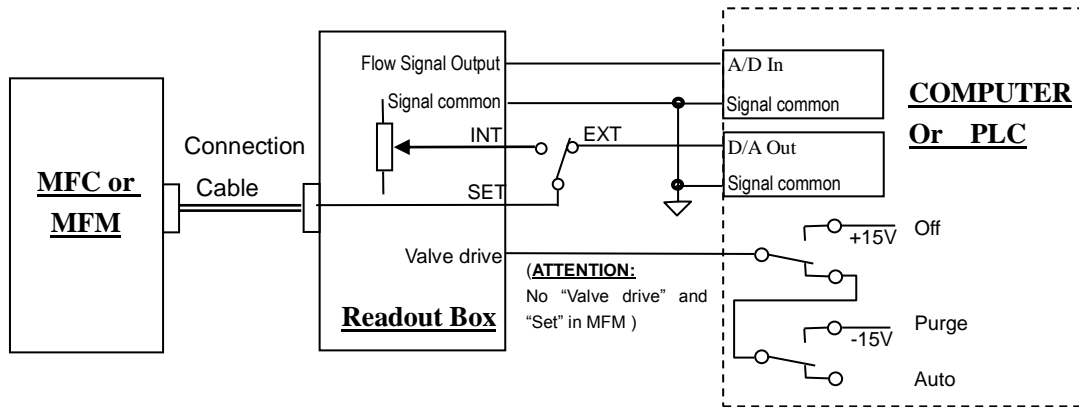 MFC or
MFM
Connection
Cable
Flow Signal Output
Signal common
INT
EXT
SET
Valve drive
Readout Box
(ATTENTION:
No “Valve drive” and
“Set” in MFM )
A/D In
Signal common
D/A Out
Signal common
COMPUTER
Or PLC
+15V
Off
-15V
Purge
Auto